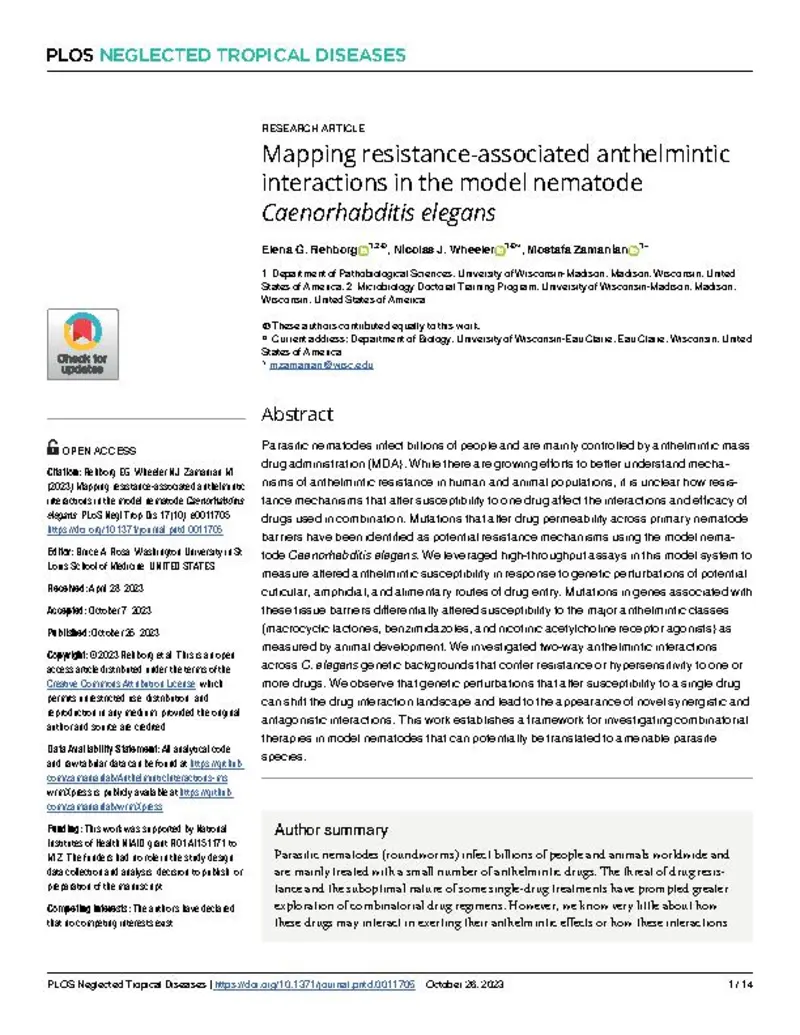 PLOS NEGLECTED TROPICAL DISEASES
RESEARCH ARTICLE
Mapping resistance-associated anthelmintic
interactions in the model nematode
Caenorhabditis elegans
Elena G. Rehborg, Nicolas J. Wheeler, Mostafa Zamanian
1 Department of Pathobiological Sciences, University of Wisconsin-Madison, Madison, Wisconsin, United
States of America, 2 Microbiology Doctoral Training Program, University of Wisconsin-Madison, Madison,
Wisconsin, United States of America
These authors contributed equally to this work.
¤ Current address: Department of Biology, University of Wisconsin-Eau Claire, Eau Claire, Wisconsin, United
States of America
* mzamanian@wisc.edu
Check for
updates
Abstract
Parasitic nematodes infect billions of people and are mainly controlled by anthelmintic mass
drug administration (MDA). While there are growing efforts to better understand mecha-
nisms of anthelmintic resistance in human and animal populations, it is unclear how resis-
tance mechanisms that alter susceptibility to one drug affect the interactions and efficacy of
drugs used in combination. Mutations that alter drug permeability across primary nematode
barriers have been identified as potential resistance mechanisms using the model nema-
tode Caenorhabditis elegans. We leveraged high-throughput assays in this model system to
measure altered anthelmintic susceptibility in response to genetic perturbations of potential
cuticular, amphidial, and alimentary routes of drug entry. Mutations in genes associated with
these tissue barriers differentially altered susceptibility to the major anthelmintic classes
(macrocyclic lactones, benzimidazoles, and nicotinic acetylcholine receptor agonists) as
measured by animal development. We investigated two-way anthelmintic interactions
across C. elegans genetic backgrounds that confer resistance or hypersensitivity to one or
more drugs. We observe that genetic perturbations that alter susceptibility to a single drug
can shift the drug interaction landscape and lead to the appearance of novel synergistic and
antagonistic interactions. This work establishes a framework for investigating combinatorial
therapies in model nematodes that can potentially be translated to amenable parasite
species.
OPEN ACCESS
Citation: Rehborg EG, Wheeler NJ, Zamanian M
(2023) Mapping resistance-associated anthelmintic
interactions in the model nematode Caenorhabditis
elegans. PLoS Negl Trop Dis 17(10): e0011705.
https://doi.org/10.1371/journal.pntd.0011705
Editor: Bruce A. Rosa, Washington University in St
Louis School of Medicine, UNITED STATES
Received: April 28, 2023
Accepted: October 7, 2023
Published: October 26, 2023
Copyright: © 2023 Rehborg et al. This is an open
access article distributed under the terms of the
Creative Commons Attribution License, which
permits unrestricted use, distribution, and
reproduction in any medium, provided the original
author and source are credited.
Data Availability Statement: All analytical code
and raw tabular data can be found at https://github.
com/zamanianlab/AnthelminticInteractions-ms
wrmXpress is publicly available at https://github.
com/zamanianlab/wrmXpress
Funding: This work was supported by National
Institutes of Health NIAID grant R01AI151171 to
MZ. The funders had no role in the study design,
data collection and analysis, decision to publish, or
preparation of the manuscript.
Competing interests: The authors have declared
that no competing interests exist.
Author summary
Parasitic nematodes (roundworms) infect billions of people and animals worldwide and
are mainly treated with a small number of anthelmintic drugs. The threat of drug resis-
tance and the suboptimal nature of some single-drug treatments have prompted greater
exploration of combinatorial drug regimens. However, we know very little about how
these drugs may interact in exerting their anthelmintic effects or how these interactions
PLOS Neglected Tropical Diseases | https://doi.org/10.1371/journal.pntd.0011705 October 26, 2023 1 / 14